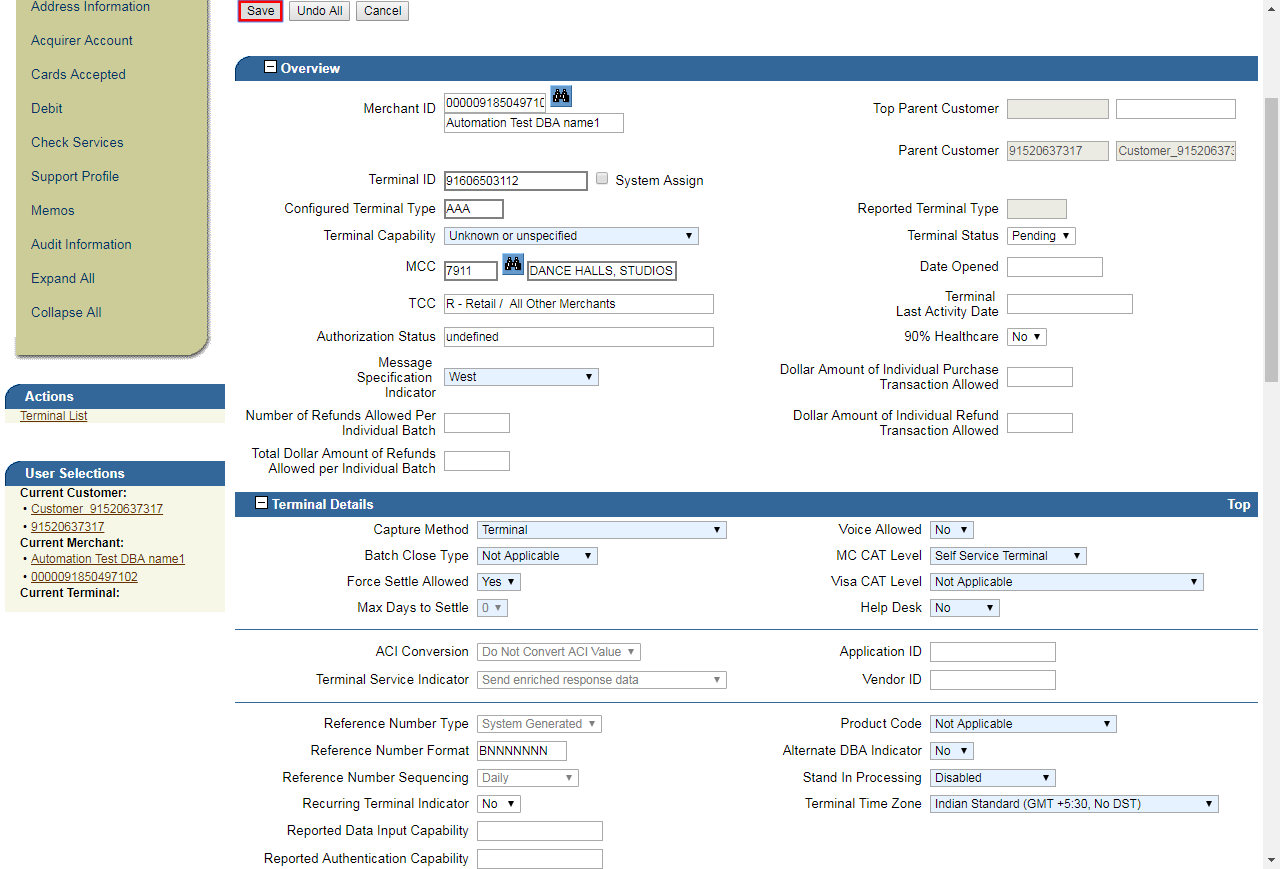 Address Information
Acquirer Account
Cards Accepted
Debit
Check Services
Support Profile
Memos
Audit Information
Expand All
Collapse All
Actions
Terminal List
User Selections
Current Customer:
• Customer_91520637317
• 91520637317
Current Merchant:
• Automation Test DBA name1
• 0000091850497102
Current Terminal:
Save Undo All Cancel
Overview
Merchant ID 000009185049710
Automation Test DBA name1
Top Parent Customer
Parent Customer 91520637317 Customer_915206373
Terminal ID 91606503112 System Assign
Configured Terminal Type AAA
Reported Terminal Type
Terminal Capability Unknown or unspecified
Terminal Status Pending
MCC 7911 DANCE HALLS, STUDIOS
Date Opened
TCC R - Retail / All Other Merchants
Terminal
Last Activity Date
Authorization Status undefined
90% Healthcare No
Message
Specification
Indicator
West
Dollar Amount of Individual Purchase
Transaction Allowed
Number of Refunds Allowed Per
Individual Batch
Dollar Amount of Individual Refund
Transaction Allowed
Total Dollar Amount of Refunds
Allowed per Individual Batch
Terminal Details Top
Capture Method Terminal
Voice Allowed No
Batch Close Type Not Applicable
MC CAT Level Self Service Terminal
Force Settle Allowed Yes
Visa CAT Level Not Applicable
Max Days to Settle 0
Help Desk No
ACI Conversion Do Not Convert ACI Value
Application ID
Terminal Service Indicator Send enriched response data
Vendor ID
Reference Number Type System Generated
Product Code Not Applicable
Reference Number Format BNNNNNNN
Alternate DBA Indicator No
Reference Number Sequencing Daily
Stand In Processing Disabled
Recurring Terminal Indicator No
Terminal Time Zone Indian Standard (GMT +5:30, No DST)
Reported Data Input Capability
Reported Authentication Capability